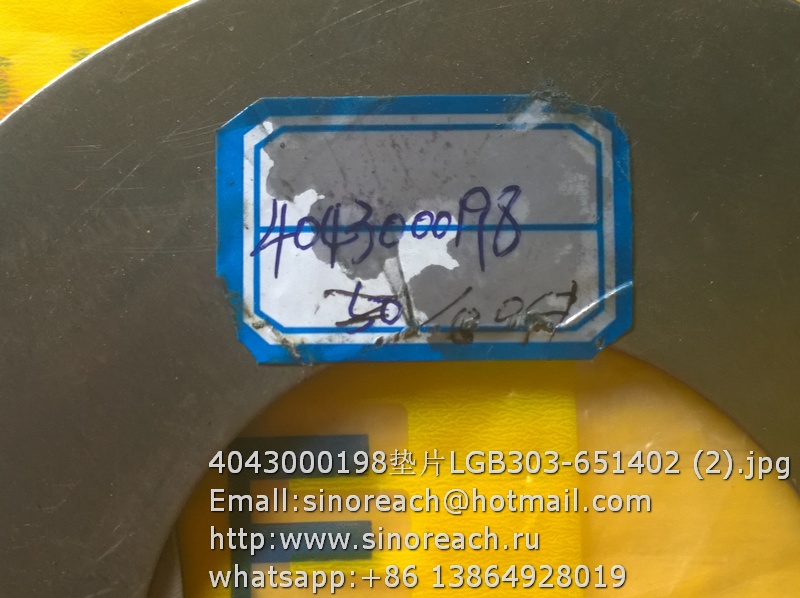 4043000198
50
4043000198垫片LGB303-651402 (2).jpg
Emall:sinoreach@hotmail.com
http:www.sinoreach.ru
whatsapp:+86 13864928019